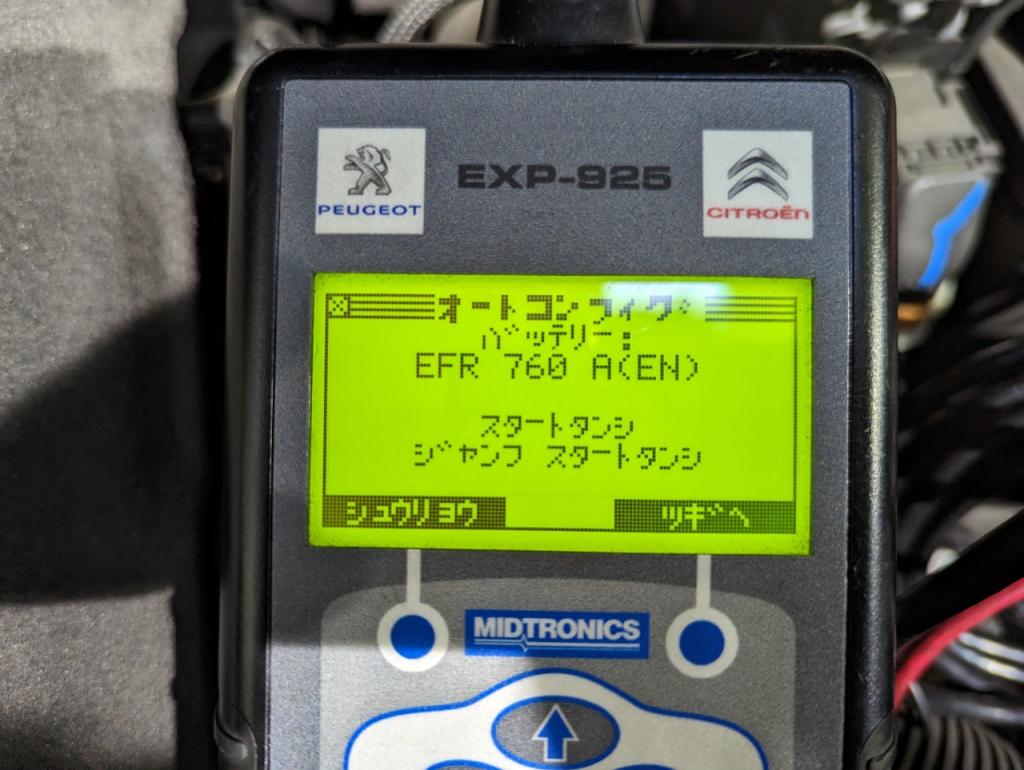 PEUGEOT
EXP-925
CITROËN
オートコンフィグ
バッテリー:
EFR 760 A(EN)
スタートタンシ
ジャンプ スタートタンシ
シュウリョウ
ツギヘ
MIDTRONICS